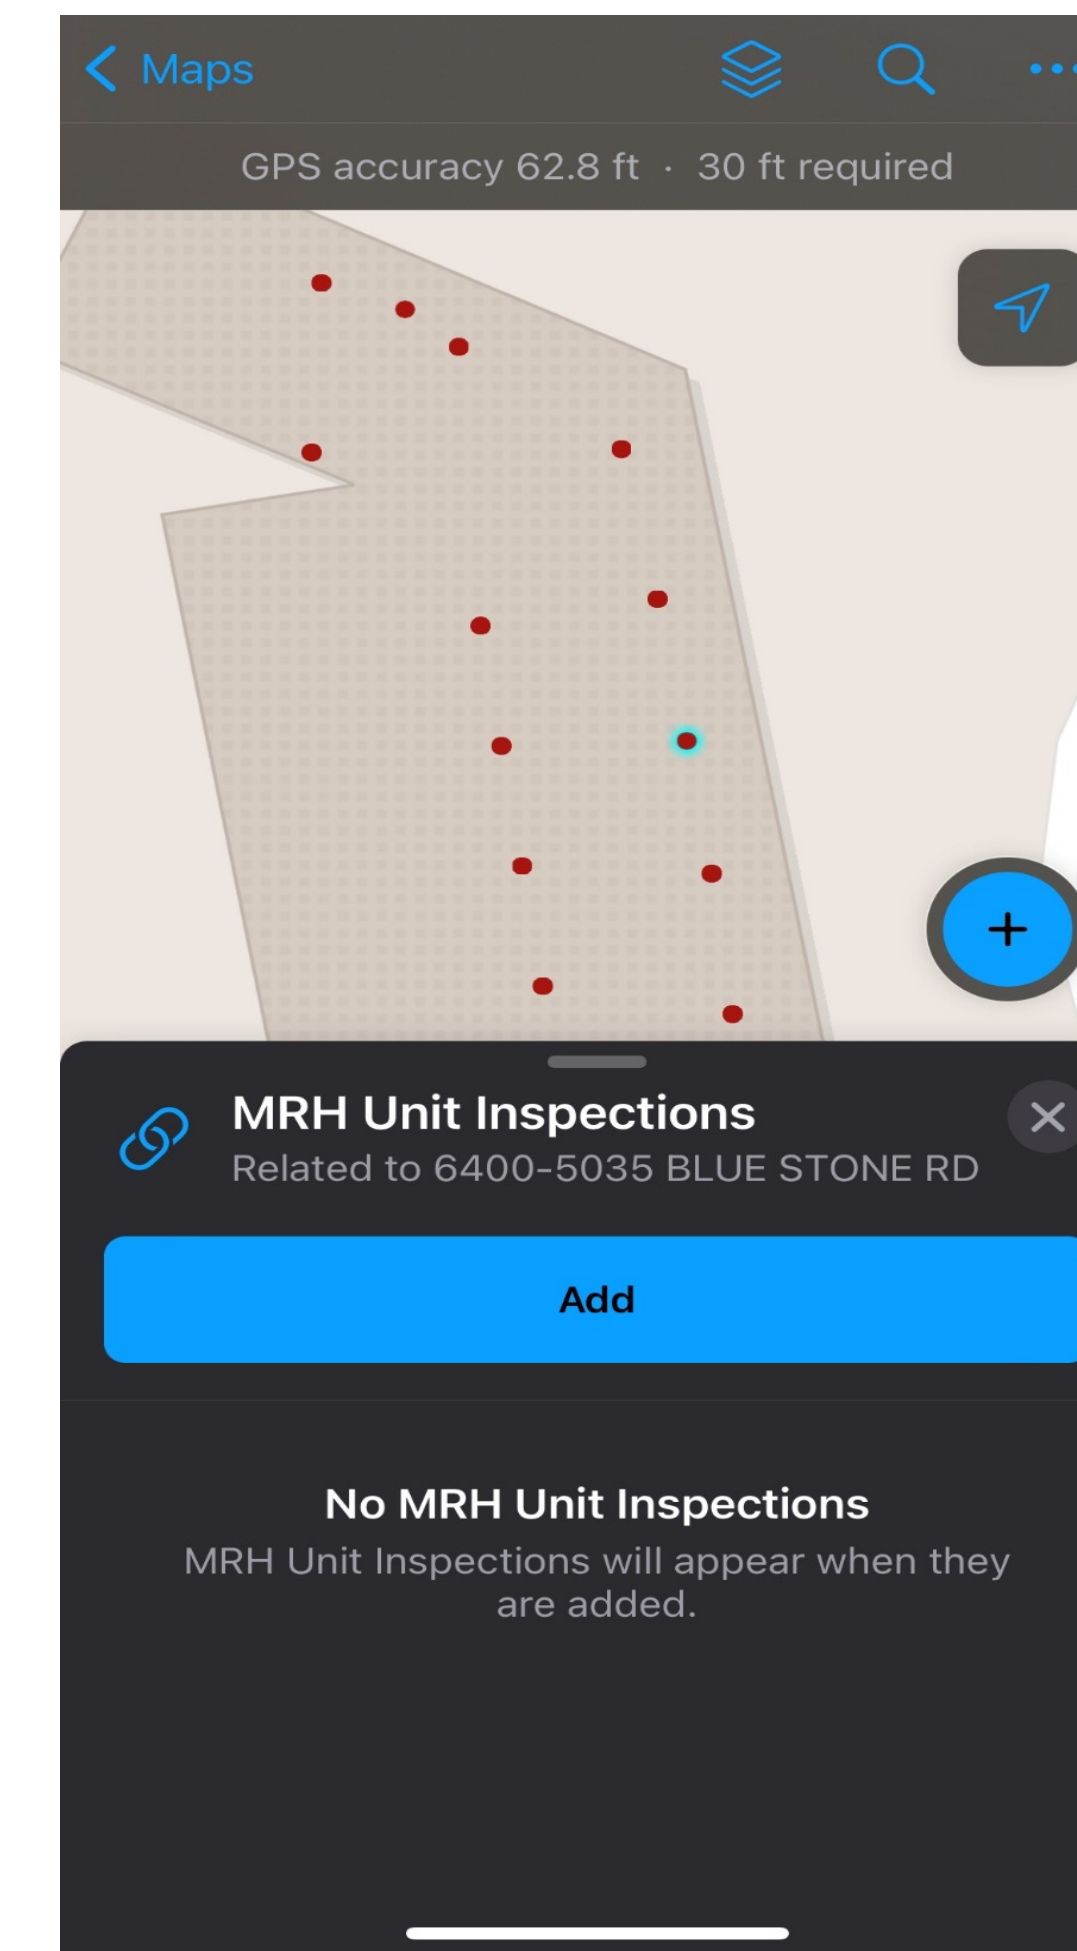 Maps
GPS accuracy 62.8 ft · 30 ft required
MRH Unit Inspections
Related to 6400-5035 BLUE STONE RD
Add
No MRH Unit Inspections
MRH Unit Inspections will appear when they
are added.